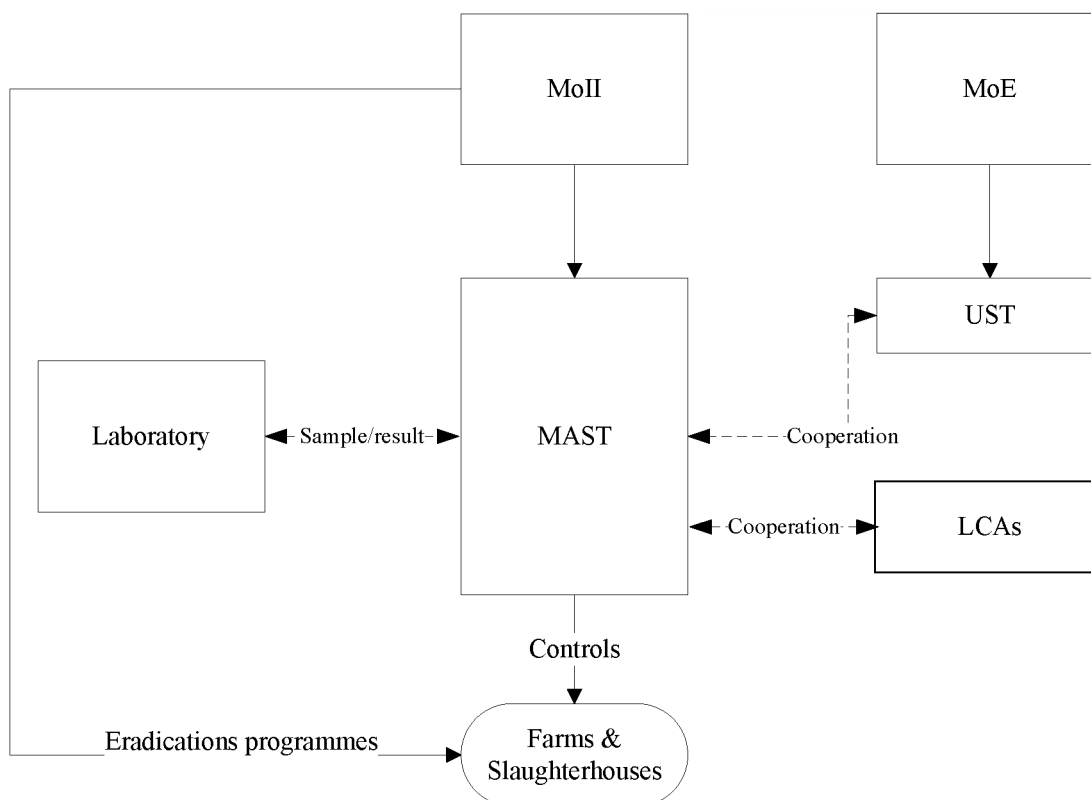 MoII
MoE
UST
Laboratory
Sample/result
MAST
Cooperation
Cooperation
LCAs
Controls
Eradications programmes
Farms &
Slaughterhouses